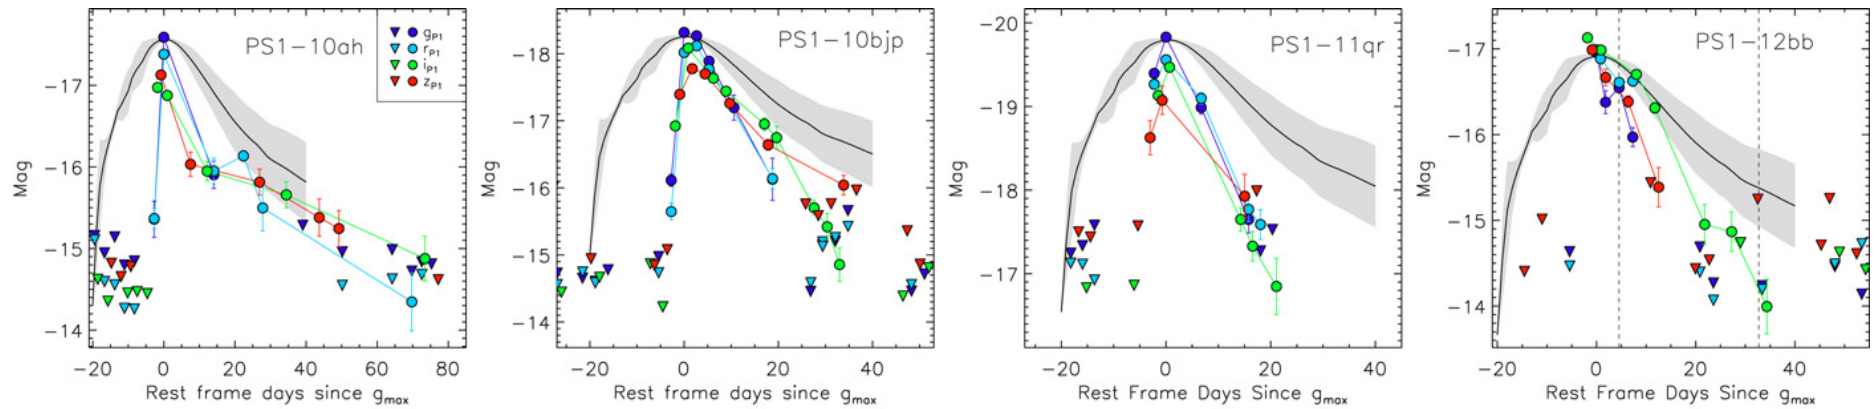 PS1-10ah
g_P1
r_P1
i_P1
z_P1
Mag
-17
-16
-15
-14
-20 0 20 40 60 80
Rest frame days since g_max
PS1-10bjp
Mag
-18
-17
-16
-15
-14
-20 0 20 40
Rest frame days since g_max
PS1-11qr
Mag
-20
-19
-18
-17
-20 0 20 40
Rest Frame Days Since g_max
PS1-12bb
Mag
-17
-16
-15
-14
-20 0 20 40
Rest Frame Days Since g_max